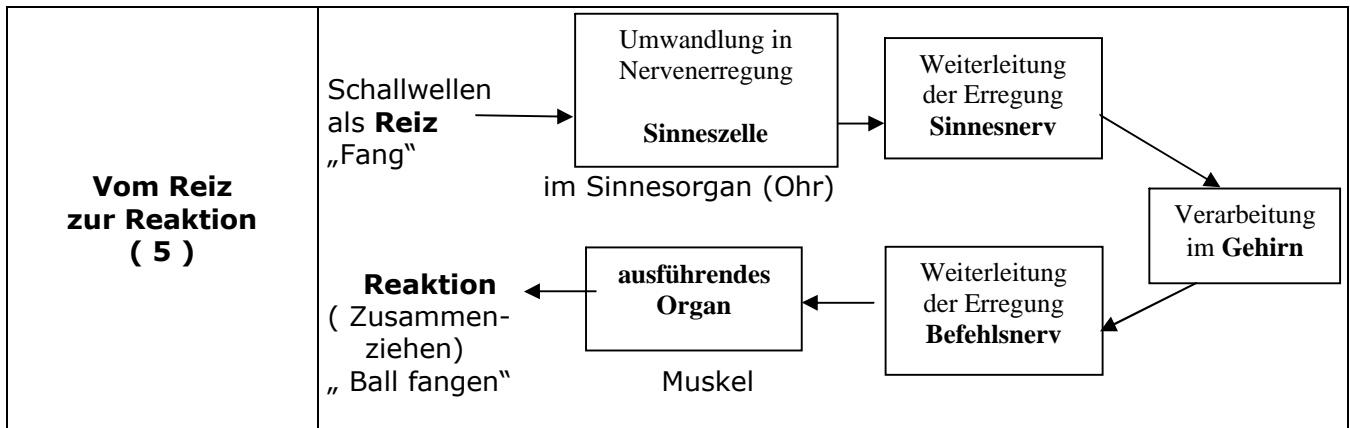 Vom Reiz
zur Reaktion
( 5 )
Schallwellen
als Reiz
„Fang“
Umwandlung in
Nervenerregung
Sinneszelle
im Sinnesorgan (Ohr)
Weiterleitung
der Erregung
Sinnesnerv
Verarbeitung
im Gehirn
Weiterleitung
der Erregung
Befehlsnerv
ausführendes
Organ
Muskel
Reaktion
( Zusammen-
ziehen)
„ Ball fangen“